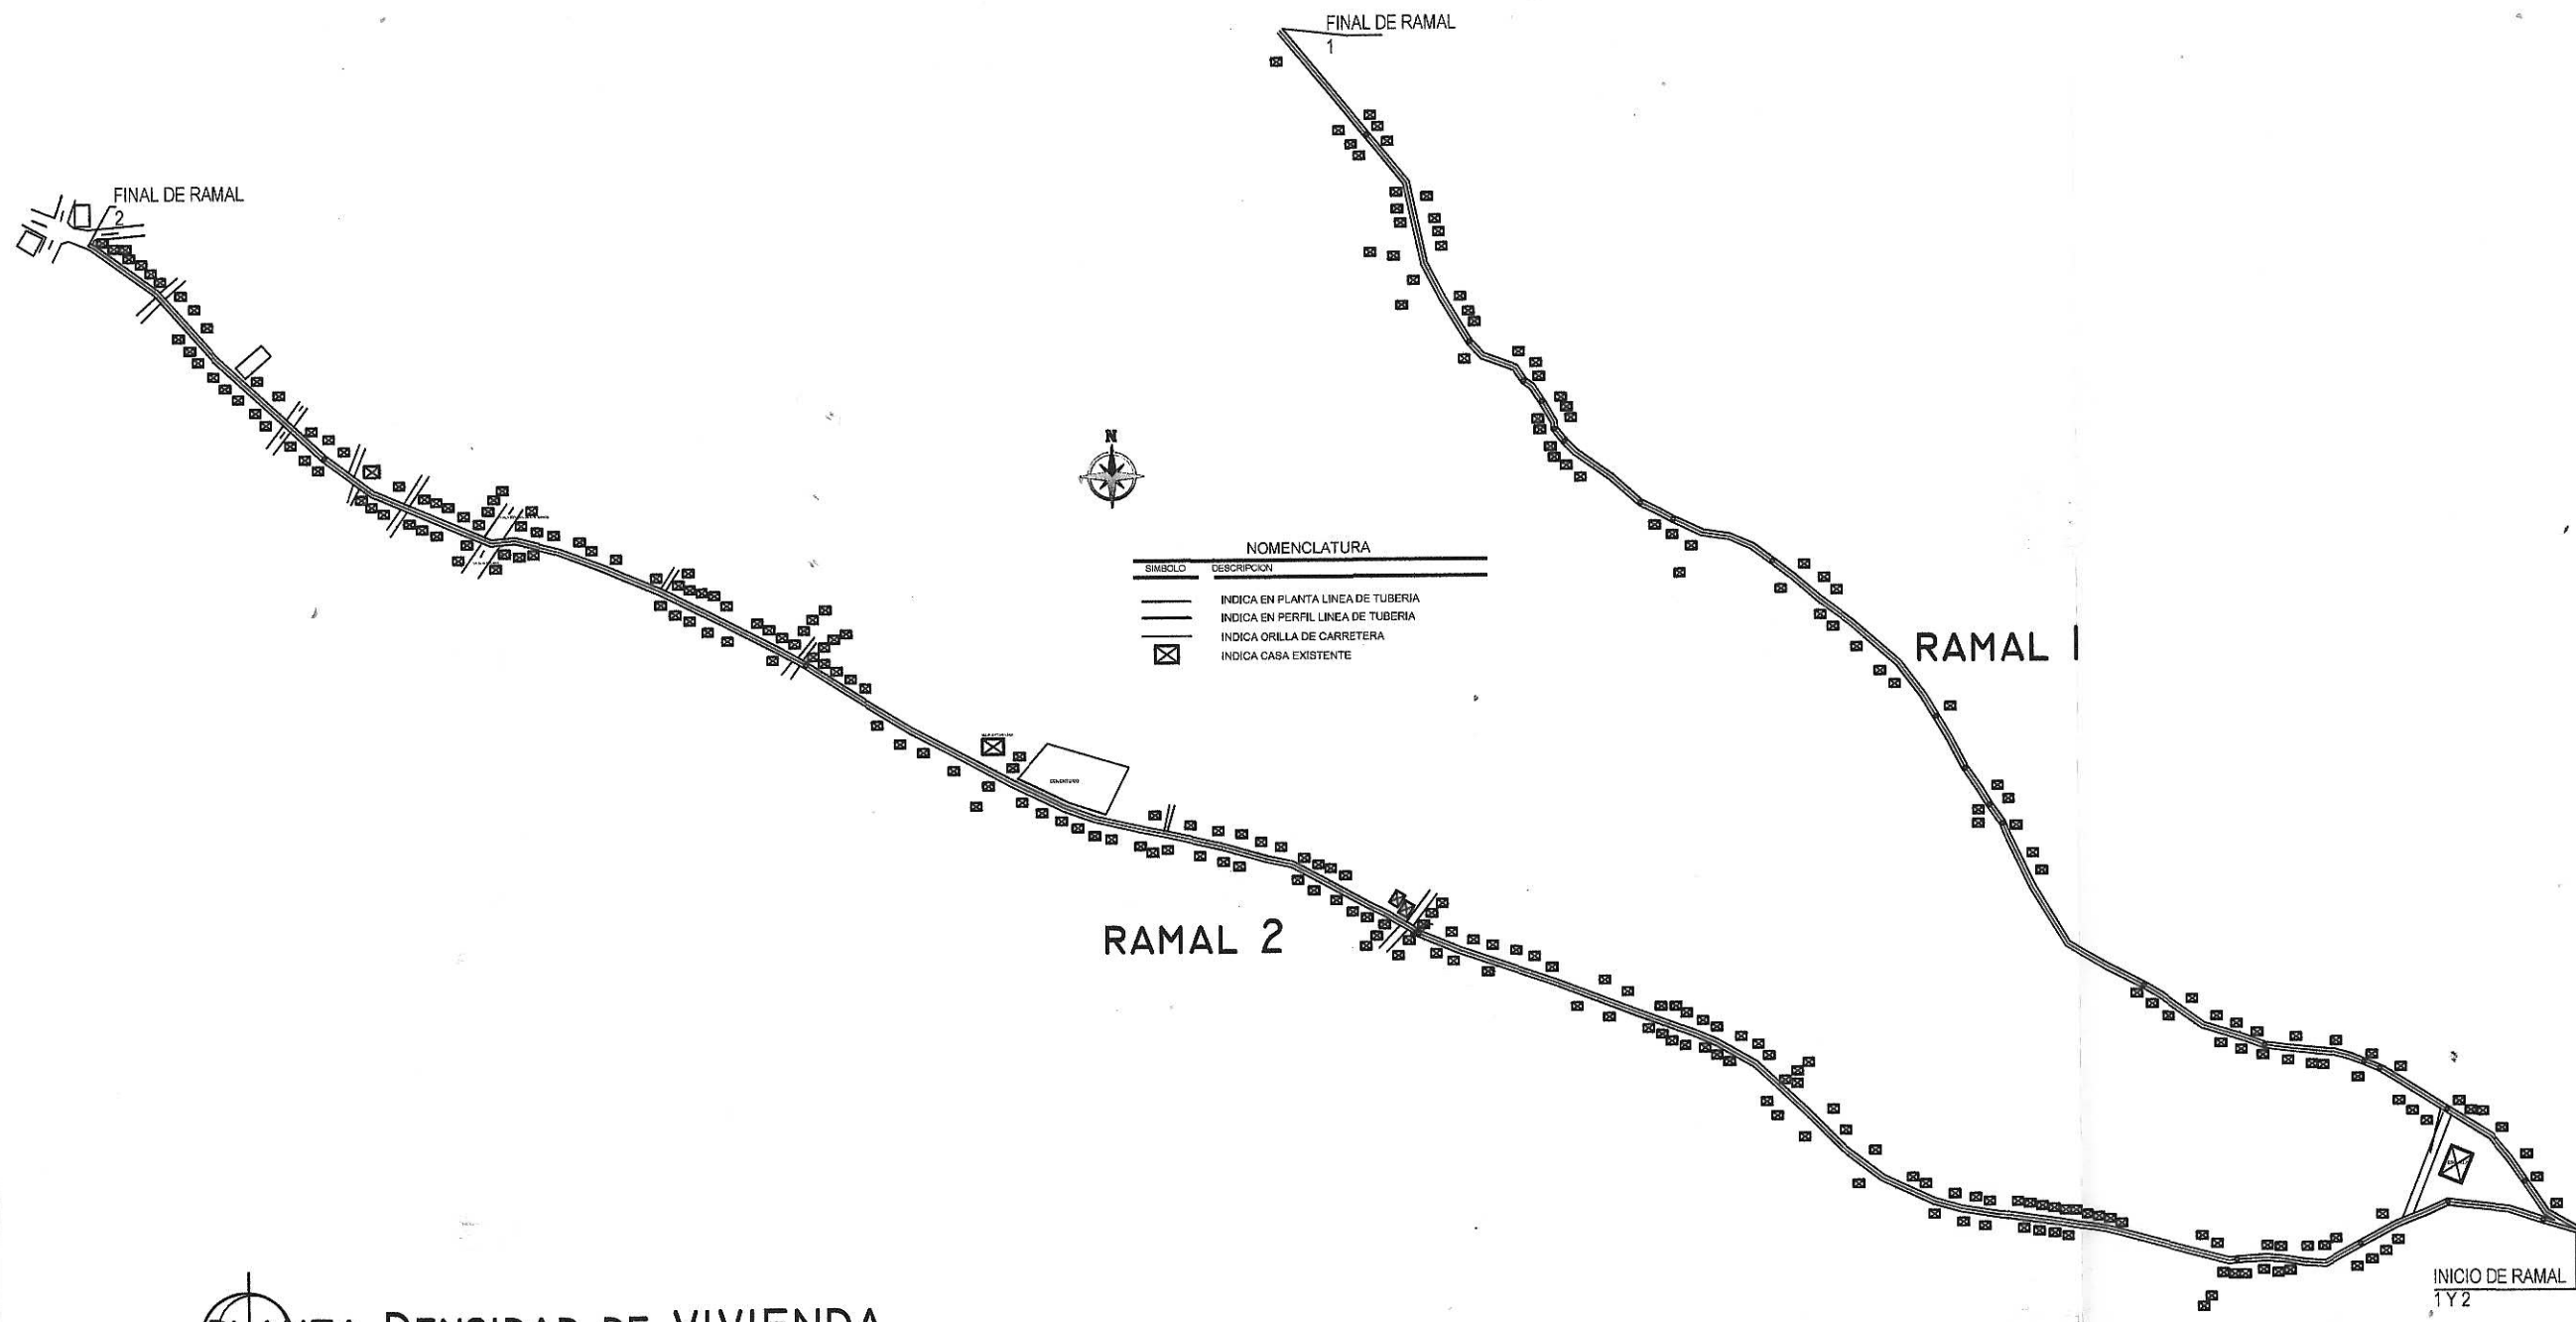 FINAL DE RAMAL
1
FINAL DE RAMAL
2
N
NOMENCLATURA
SIMBOLO DESCRIPCION
INDICA EN PLANTA LINEA DE TUBERIA
INDICA EN PERFIL LINEA DE TUBERIA
INDICA ORILLA DE CARRETERA
INDICA CASA EXISTENTE
RAMAL 1
CEMENTERIO
RAMAL 2
INICIO DE RAMAL
1 Y 2
DENSIDAD DE VIVIENDA